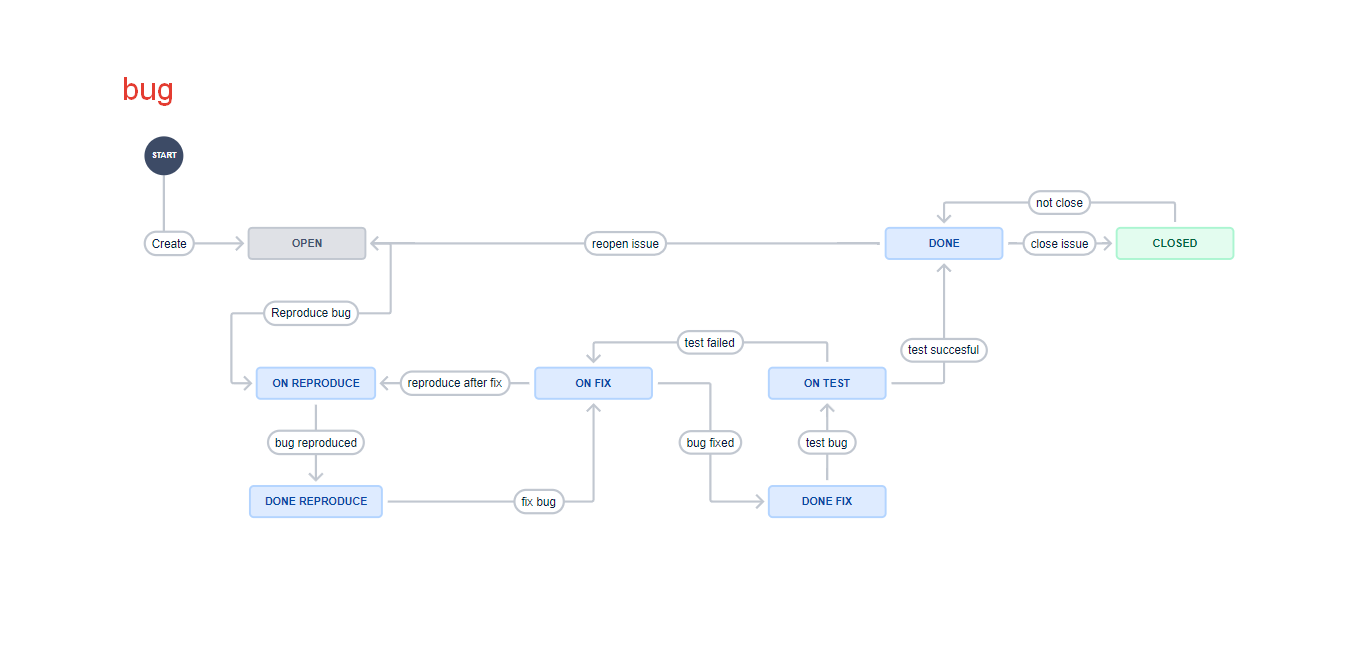 bug
START
not close
Create
OPEN
reopen issue
DONE
close issue
CLOSED
Reproduce bug
test failed
test succesful
ON REPRODUCE
reproduce after fix
ON FIX
ON TEST
bug reproduced
bug fixed
test bug
DONE REPRODUCE
fix bug
DONE FIX